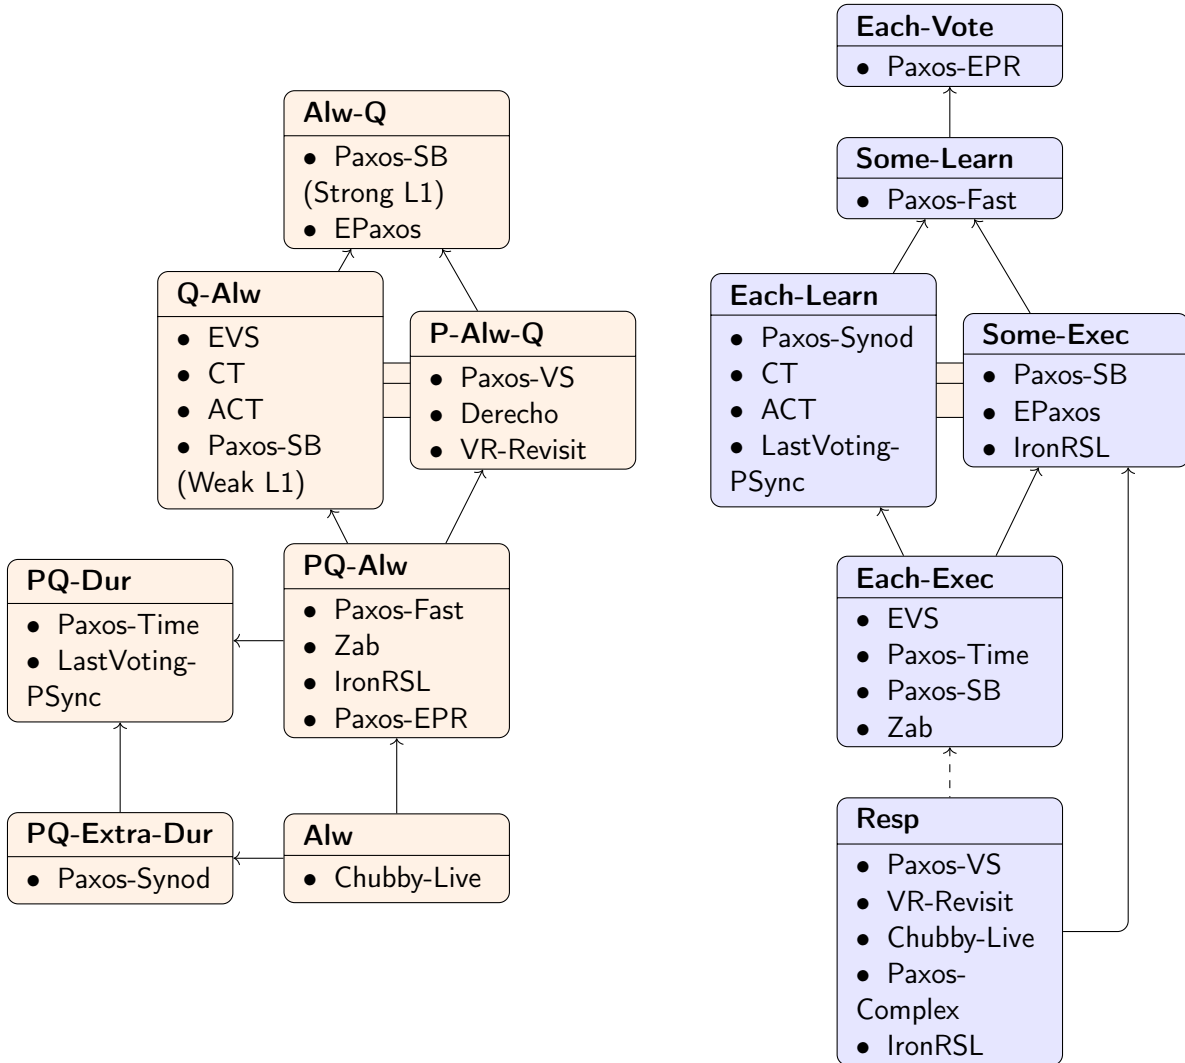 Alw-Q
• Paxos-SB
(Strong L1)
• EPaxos
Q-Alw
• EVS
• CT
• ACT
• Paxos-SB
(Weak L1)
P-Alw-Q
• Paxos-VS
• Derecho
• VR-Revisit
PQ-Dur
• Paxos-Time
• LastVoting-
PSync
PQ-Alw
• Paxos-Fast
• Zab
• IronRSL
• Paxos-EPR
PQ-Extra-Dur
• Paxos-Synod
Alw
• Chubby-Live
Each-Vote
• Paxos-EPR
Some-Learn
• Paxos-Fast
Each-Learn
• Paxos-Synod
• CT
• ACT
• LastVoting-
PSync
Some-Exec
• Paxos-SB
• EPaxos
• IronRSL
Each-Exec
• EVS
• Paxos-Time
• Paxos-SB
• Zab
Resp
• Paxos-VS
• VR-Revisit
• Chubby-Live
• Paxos-
Complex
• IronRSL